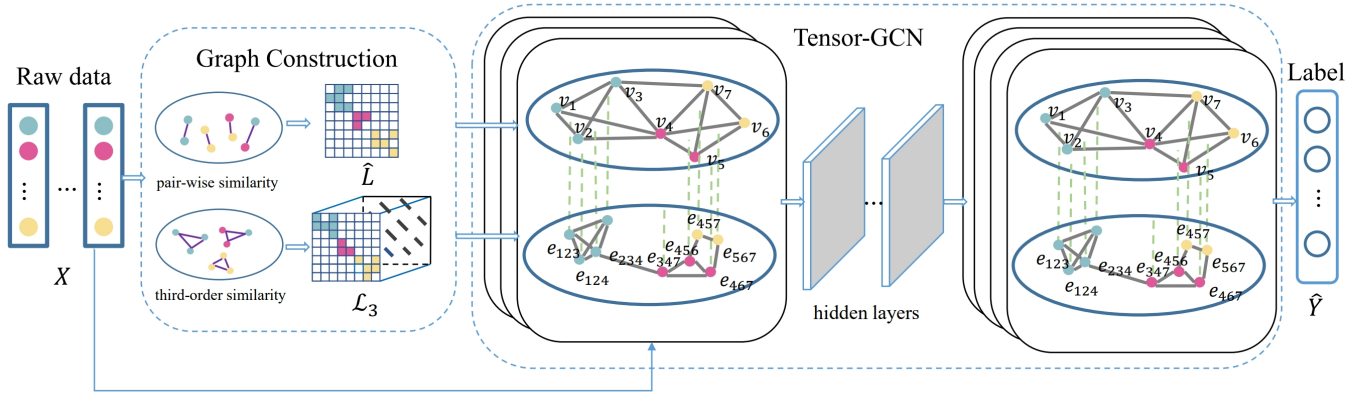 Raw data
⋮
...
⋮
X
Graph Construction
pair-wise similarity
L̂
third-order similarity
ℒ₃
Tensor-GCN
v₁
v₂
v₃
v₄
v₅
v₆
v₇
e₁₂₃
e₁₂₄
e₂₃₄
e₃₄₇
e₄₅₆
e₄₅₇
e₅₆₇
e₄₆₇
...
hidden layers
v₁
v₂
v₃
v₄
v₅
v₆
v₇
e₁₂₃
e₁₂₄
e₂₃₄
e₃₄₇
e₄₅₆
e₄₅₇
e₅₆₇
e₄₆₇
Label
⋮
Ŷ